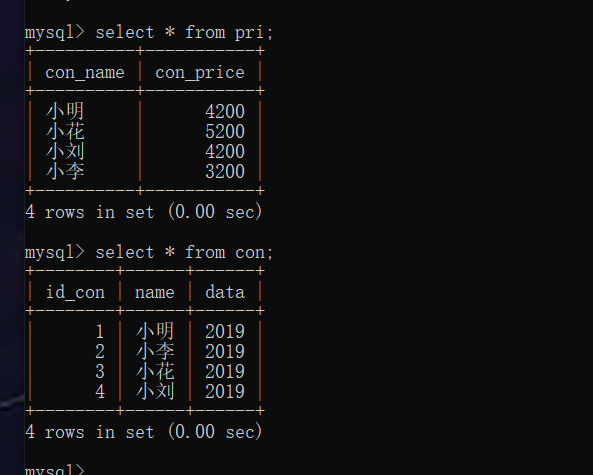 mysql> select * from pri;
+----------+-----------+
| con_name | con_price |
+----------+-----------+
| 小明     |      4200 |
| 小花     |      5200 |
| 小刘     |      4200 |
| 小李     |      3200 |
+----------+-----------+
4 rows in set (0.00 sec)
mysql> select * from con;
+--------+------+------+
| id_con | name | data |
+--------+------+------+
|      1 | 小明 | 2019 |
|      2 | 小李 | 2019 |
|      3 | 小花 | 2019 |
|      4 | 小刘 | 2019 |
+--------+------+------+
4 rows in set (0.00 sec)
mysql>